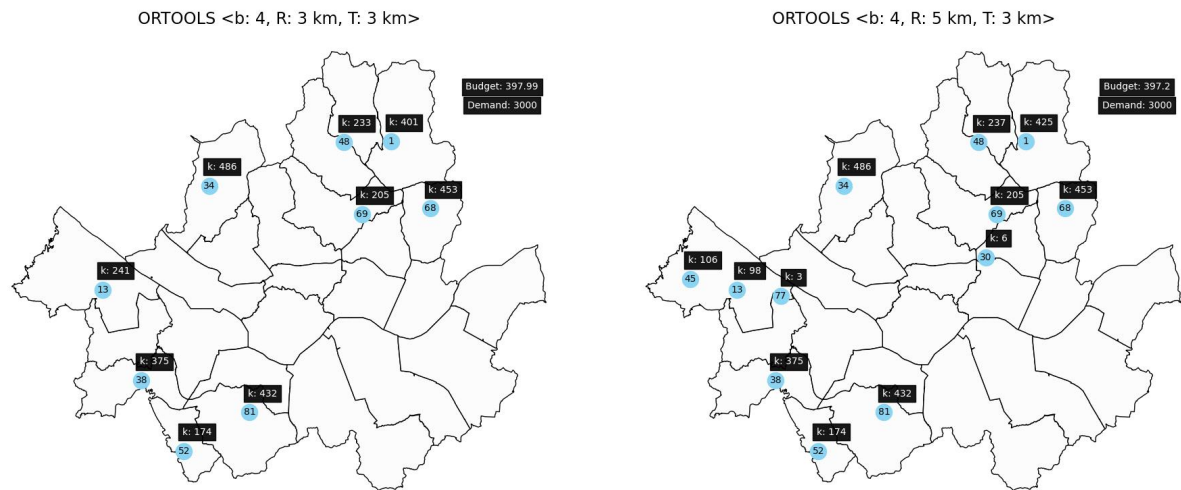 ORTOOLS <b: 4, R: 3 km, T: 3 km>
Budget: 397.99
Demand: 3000
k: 233
k: 401
48
1
k: 486
34
k: 453
k: 205
68
69
k: 241
13
k: 375
38
k: 432
81
k: 174
52
ORTOOLS <b: 4, R: 5 km, T: 3 km>
Budget: 397.2
Demand: 3000
k: 237
k: 425
48
1
k: 486
34
k: 453
k: 205
68
69
k: 6
30
k: 106
45
k: 98
13
k: 3
77
k: 375
38
k: 432
81
k: 174
52